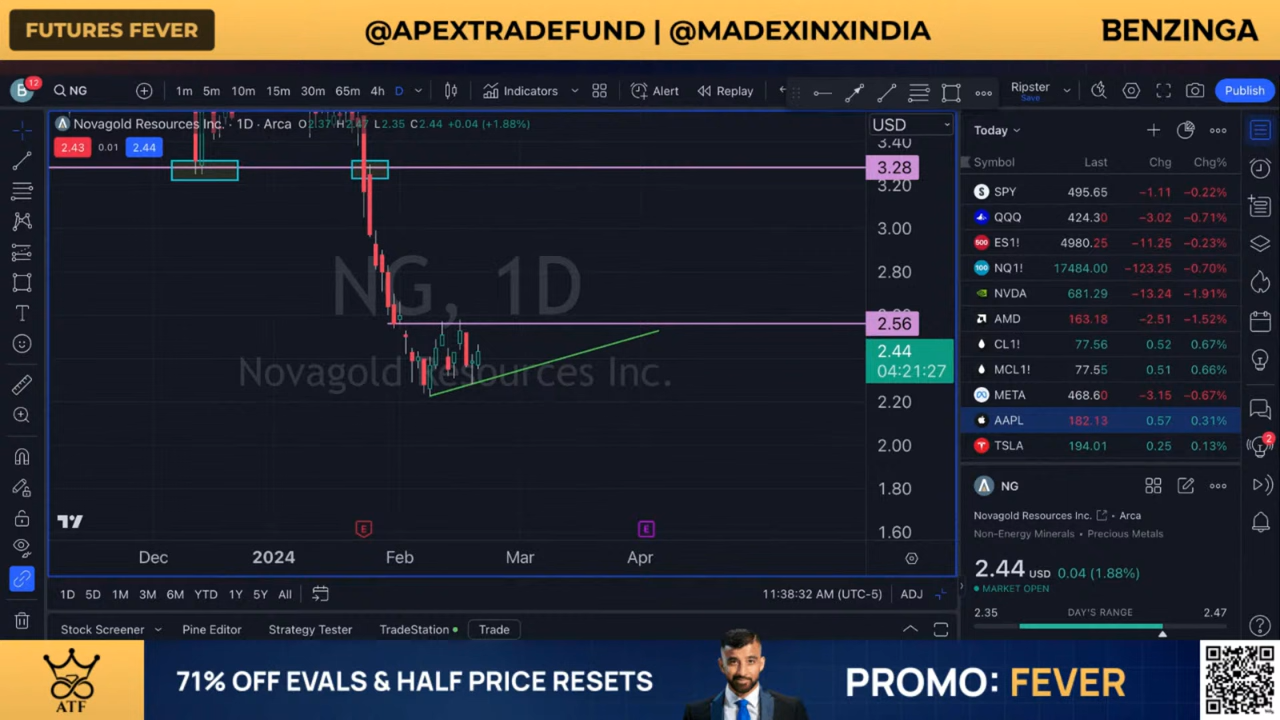 FUTURES FEVER
@APEXTRADEFUND | @MADEXINXINDIA
BENZINGA
B 12
NG
1m 5m 10m 15m 30m 65m 4h D
Indicators
Alert
Replay
Ripster
Save
Publish
Novagold Resources Inc. · 1D · Arca O2.37 H2.47 L2.35 C2.44 +0.04 (+1.88%)
USD
2.43 0.01 2.44
3.40
3.28
3.20
3.00
2.80
2.56
2.44
04:21:27
2.20
2.00
1.80
1.60
NG, 1D
Novagold Resources Inc.
E E
Dec 2024 Feb Mar Apr
1D 5D 1M 3M 6M YTD 1Y 5Y All
11:38:32 AM (UTC-5) ADJ
Stock Screener Pine Editor Strategy Tester TradeStation Trade
Today
Symbol Last Chg Chg%
SPY 495.65 −1.11 −0.22%
QQQ 424.30 −3.02 −0.71%
500 ES1! 4980.25 −11.25 −0.23%
100 NQ1! 17484.00 −123.25 −0.70%
NVDA 681.29 −13.24 −1.91%
AMD 163.18 −2.51 −1.52%
CL1! 77.56 0.52 0.67%
MCL1! 77.55 0.51 0.66%
META 468.60 −3.15 −0.67%
AAPL 182.13 0.57 0.31%
TSLA 194.01 0.25 0.13%
2
NG
Novagold Resources Inc. • Arca
Non-Energy Minerals • Precious Metals
2.44 USD 0.04 (1.88%)
MARKET OPEN
2.35 DAY'S RANGE 2.47
ATF
71% OFF EVALS & HALF PRICE RESETS
PROMO: FEVER